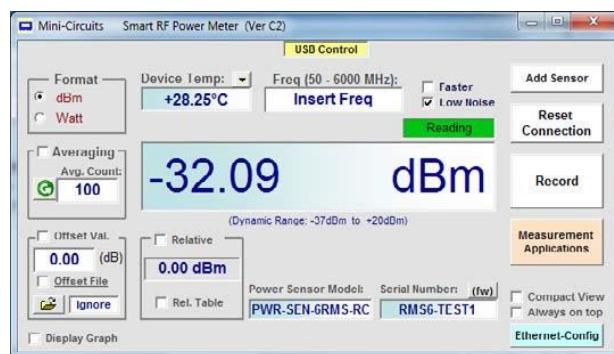 Mini-Circuits Smart RF Power Meter (Ver C2)
USB Control
Format
dBm
Watt
Device Temp:
+28.25°C
Freq (50 - 6000 MHz):
Insert Freq
Faster
Low Noise
Reading
Add Sensor
Reset
Connection
Averaging
Avg. Count:
100
-32.09 dBm
(Dynamic Range: -37dBm to +20dBm)
Record
Offset Val.
0.00 (dB)
Offset File
Ignore
Relative
0.00 dBm
Rel. Table
Power Sensor Model:
PWR-SEN-6RMS-RC
Serial Number: (fw)
RMS6-TEST1
Measurement
Applications
Compact View
Always on top
Display Graph
Ethernet-Config